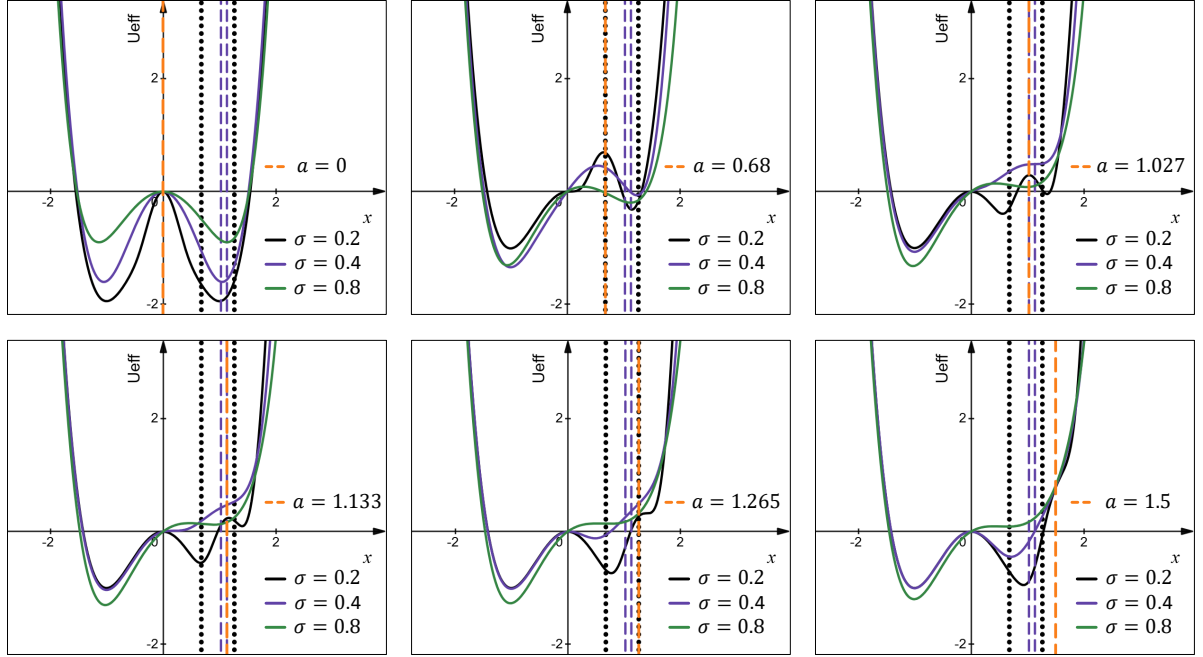 Ueff
2
a = 0
-2
0
2
x
σ = 0.2
σ = 0.4
σ = 0.8
-2
Ueff
2
a = 0.68
-2
0
2
x
σ = 0.2
σ = 0.4
σ = 0.8
-2
Ueff
2
a = 1.027
-2
0
2
x
σ = 0.2
σ = 0.4
σ = 0.8
-2
Ueff
2
a = 1.133
-2
0
2
x
σ = 0.2
σ = 0.4
σ = 0.8
-2
Ueff
2
a = 1.265
-2
0
2
x
σ = 0.2
σ = 0.4
σ = 0.8
-2
Ueff
2
a = 1.5
-2
0
2
x
σ = 0.2
σ = 0.4
σ = 0.8
-2